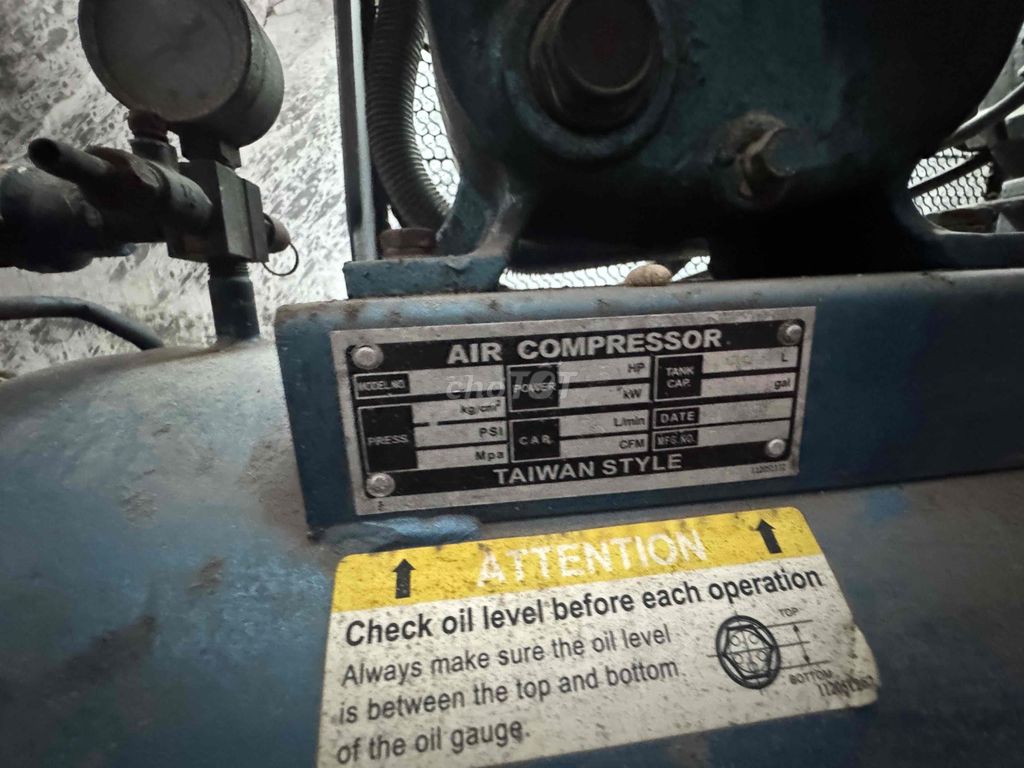 AIR COMPRESSOR
MODEL NO. POWER HP TANK CAP. L
kW gal
PRESS. kg/cm² CAP. L/min DATE
PSI CFM MFG.NO.
Mpa
TAIWAN STYLE
choTOT
ATTENTION
Check oil level before each operation
Always make sure the oil level
is between the top and bottom
of the oil gauge.
TOP
BOTTOM